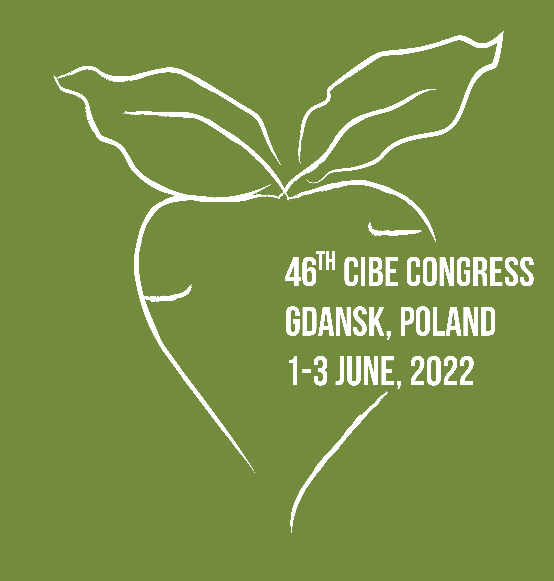 46TH CIBE CONGRESS
GDANSK, POLAND
1-3 JUNE, 2022